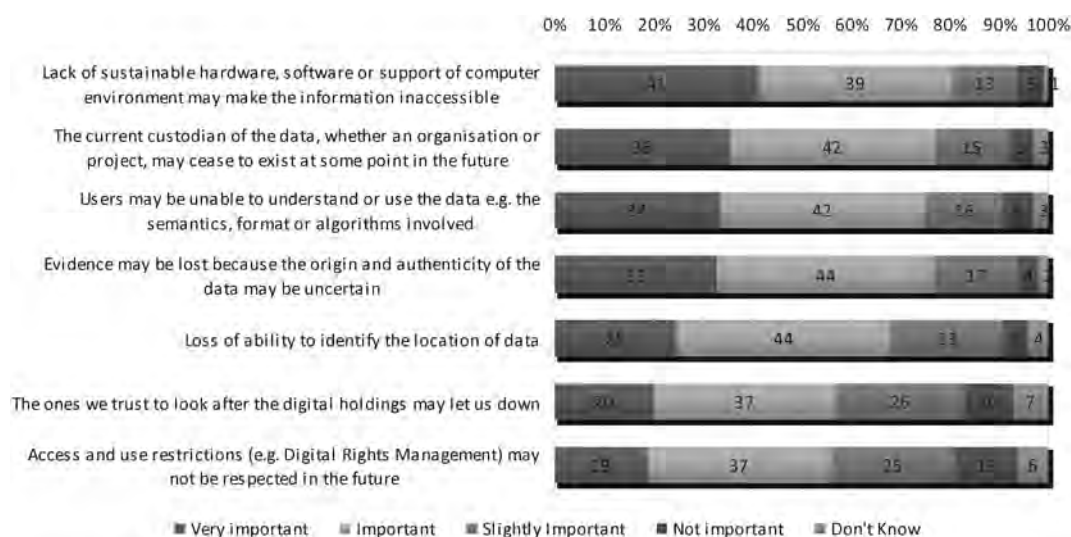 0% 10% 20% 30% 40% 50% 60% 70% 80% 90% 100%
Lack of sustainable hardware, software or support of computer
environment may make the information inaccessible
41 39 13 5 1
The current custodian of the data, whether an organisation or
project, may cease to exist at some point in the future
42 15 3
Users may be unable to understand or use the data e.g. the
semantics, format or algorithms involved
42 16 3
Evidence may be lost because the origin and authenticity of the
data may be uncertain
33 44 17 4
Loss of ability to identify the location of data
44 23 4
The ones we trust to look after the digital holdings may let us down
20 37 26 7
Access and use restrictions (e.g. Digital Rights Management) may
not be respected in the future
19 37 25 6
Very important Important Slightly Important Not important Don't Know